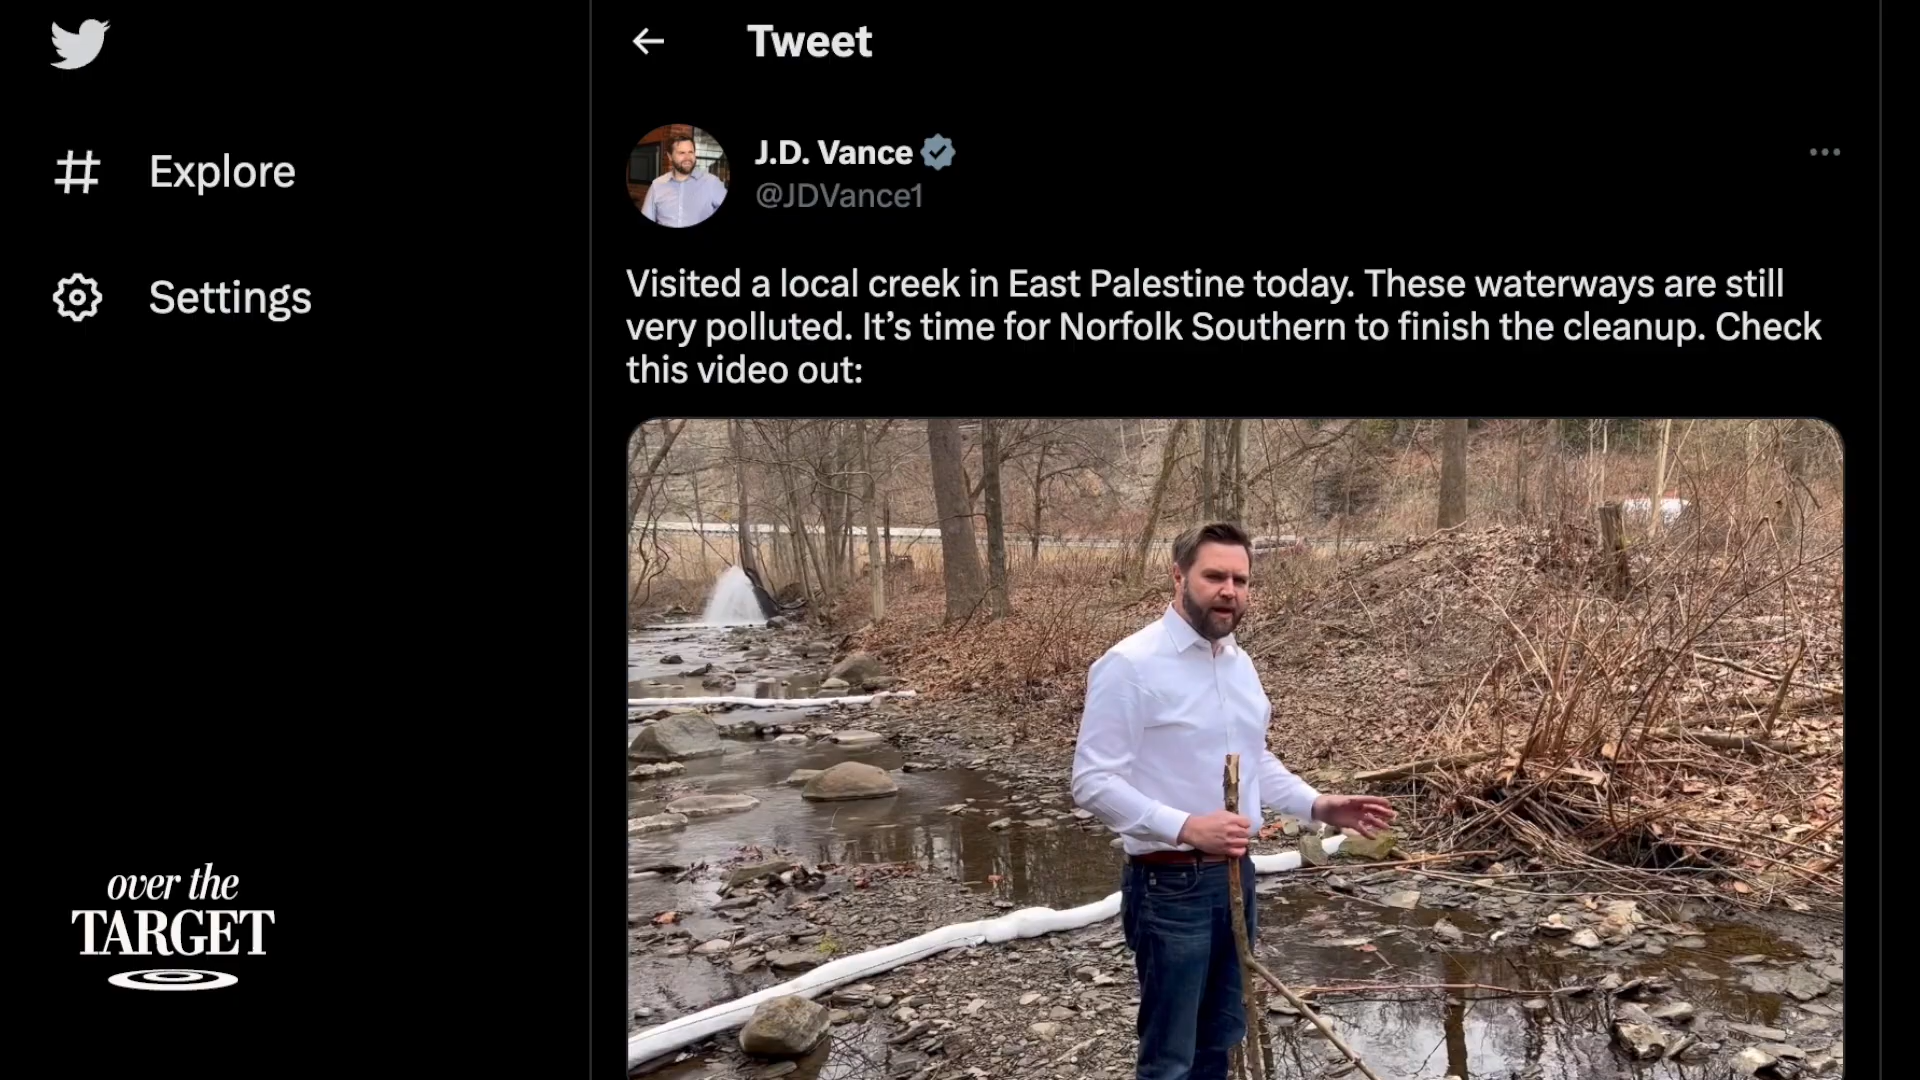 Tweet
Explore
Settings
J.D. Vance
@JDVance1
Visited a local creek in East Palestine today. These waterways are still
very polluted. It’s time for Norfolk Southern to finish the cleanup. Check
this video out:
over the
TARGET